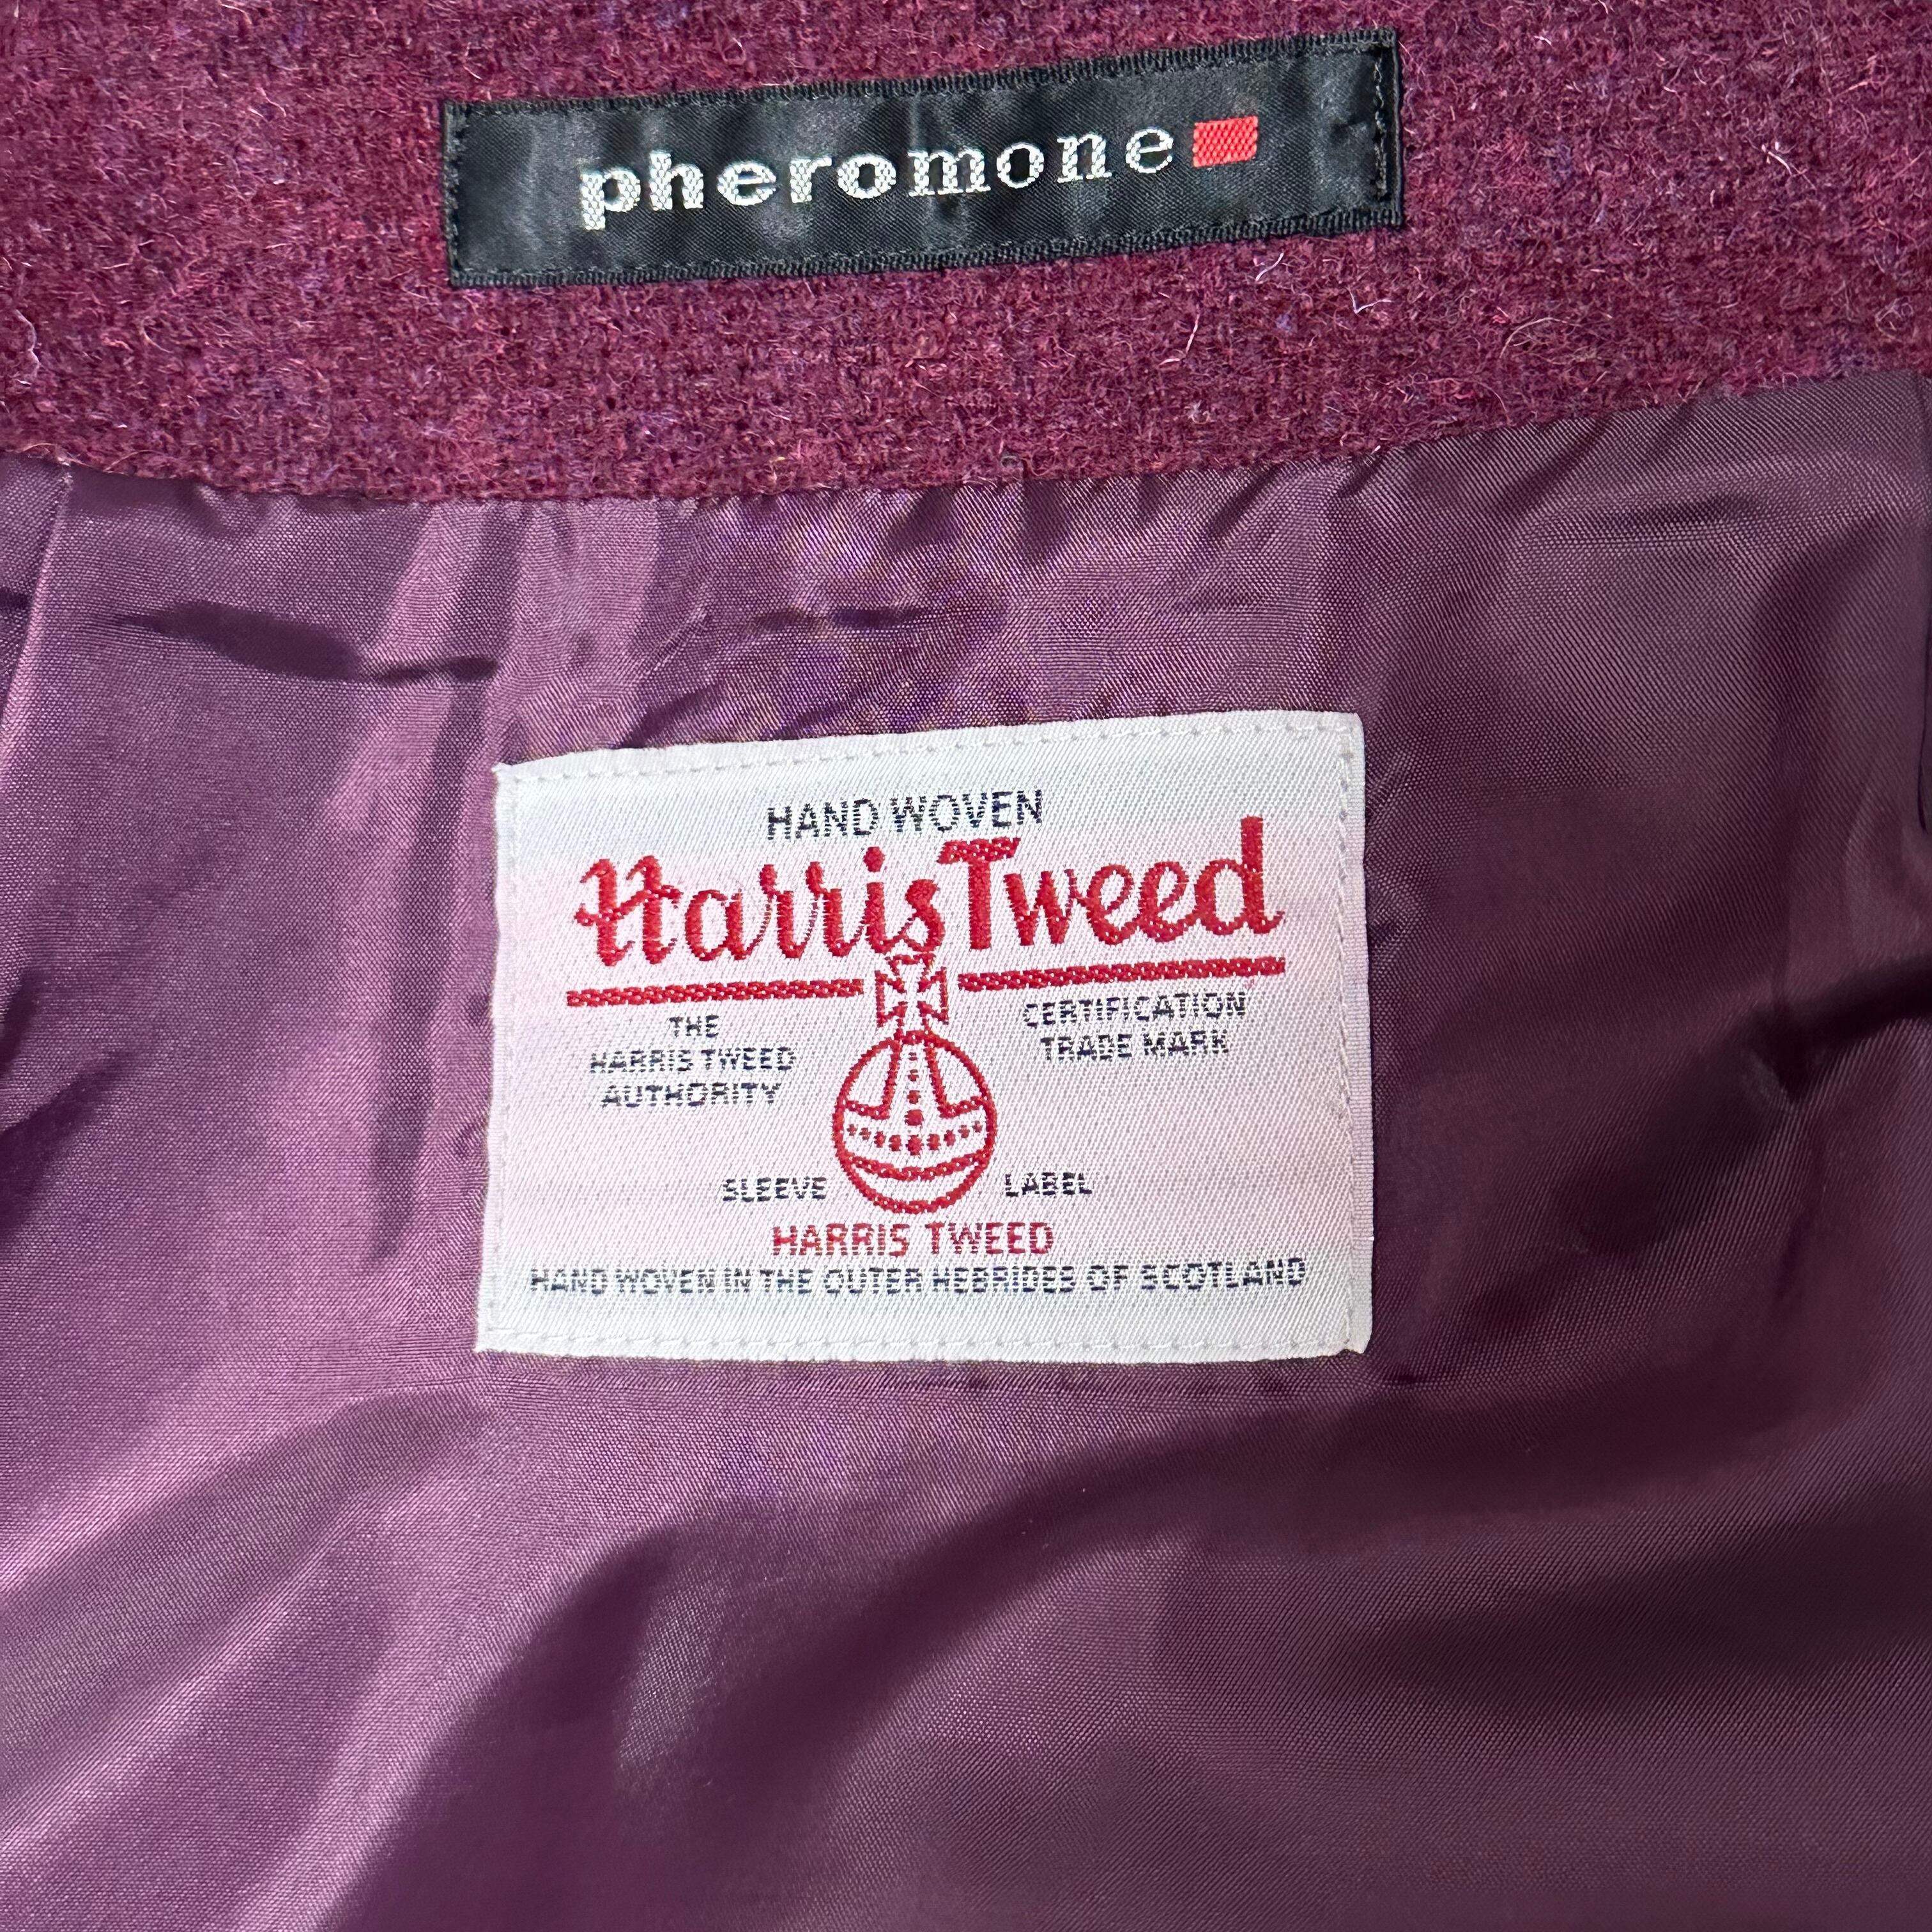 pheromone
HAND WOVEN
Harris Tweed
THE
HARRIS TWEED
AUTHORITY
CERTIFICATION
TRADE MARK
SLEEVE LABEL
HARRIS TWEED
HAND WOVEN IN THE OUTER HEBRIDES OF SCOTLAND